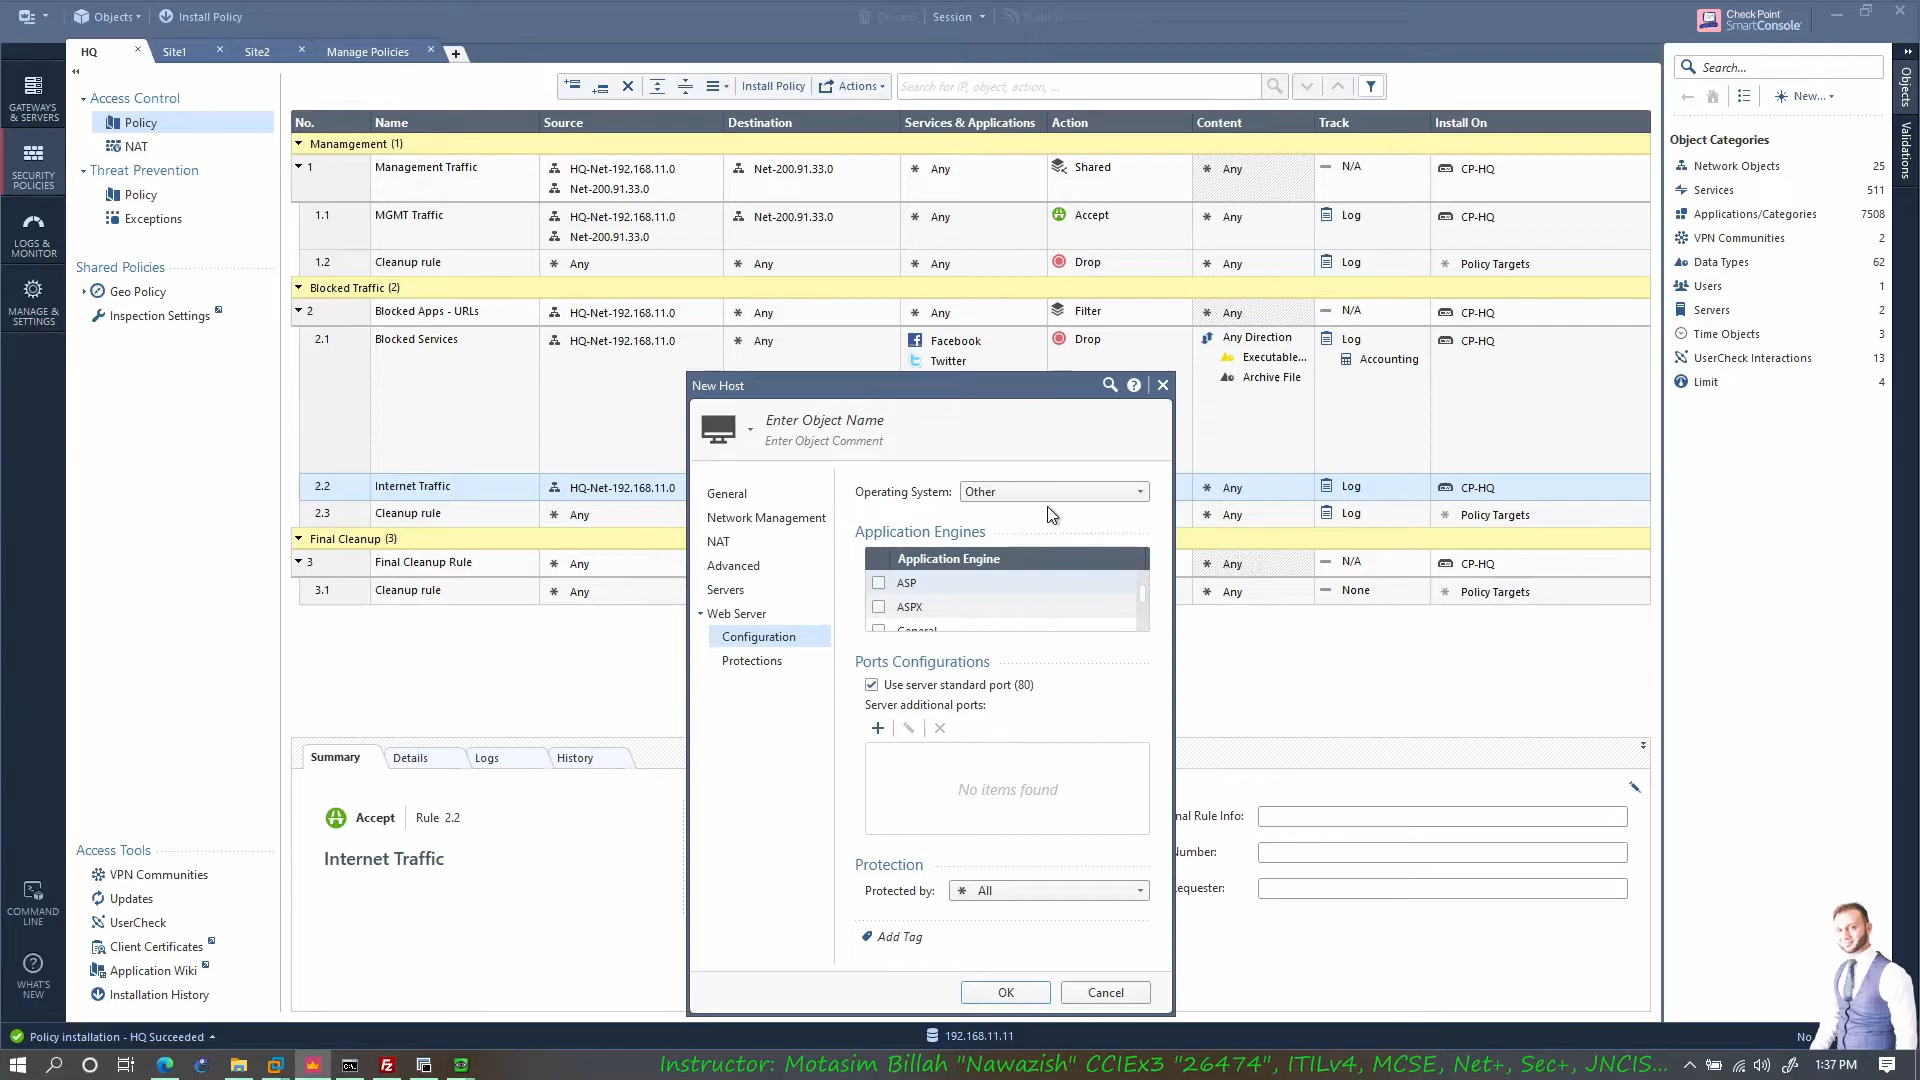 Objects
Install Policy
Discard
Session
Check Point
SmartConsole
HQ
Site1
Site2
Manage Policies
GATEWAYS
& SERVERS
SECURITY
POLICIES
LOGS &
MONITOR
MANAGE &
SETTINGS
COMMAND
LINE
WHAT'S
NEW
Access Control
Policy
NAT
Threat Prevention
Policy
Exceptions
Shared Policies
Geo Policy
Inspection Settings
Access Tools
VPN Communities
Updates
UserCheck
Client Certificates
Application Wiki
Installation History
Install Policy
Actions
Search for IP, object, action, ...
No. Name Source Destination Services & Applications Action Content Track Install On
Manamgement (1)
1 Management Traffic HQ-Net-192.168.11.0 Net-200.91.33.0 Any Shared Any N/A CP-HQ
Net-200.91.33.0
1.1 MGMT Traffic HQ-Net-192.168.11.0 Net-200.91.33.0 Any Accept Any Log CP-HQ
Net-200.91.33.0
1.2 Cleanup rule Any Any Any Drop Any Log Policy Targets
Blocked Traffic (2)
2 Blocked Apps - URLs HQ-Net-192.168.11.0 Any Any Filter Any N/A CP-HQ
2.1 Blocked Services HQ-Net-192.168.11.0 Any Facebook Drop Any Direction Log CP-HQ
Twitter Executable... Accounting
Archive File
2.2 Internet Traffic HQ-Net-192.168.11.0 Any Log CP-HQ
2.3 Cleanup rule Any Any Log Policy Targets
Final Cleanup (3)
3 Final Cleanup Rule Any Any N/A CP-HQ
3.1 Cleanup rule Any Any None Policy Targets
New Host
Enter Object Name
Enter Object Comment
General
Network Management
NAT
Advanced
Servers
Web Server
Configuration
Protections
Operating System: Other
Application Engines
Application Engine
ASP
ASPX
General
Ports Configurations
Use server standard port (80)
Server additional ports:
No items found
Protection
Protected by: All
Add Tag
OK
Cancel
Summary
Details
Logs
History
Accept
Rule 2.2
Internet Traffic
nal Rule Info:
Number:
equester:
Search...
New...
Objects
Validations
Object Categories
Network Objects 25
Services 511
Applications/Categories 7508
VPN Communities 2
Data Types 62
Users 1
Servers 2
Time Objects 3
UserCheck Interactions 13
Limit 4
Policy installation - HQ Succeeded
192.168.11.11
No
Instructor: Motasim Billah "Nawazish" CCIEx3 "26474", ITILv4, MCSE, Net+, Sec+, JNCIS...
1:37 PM